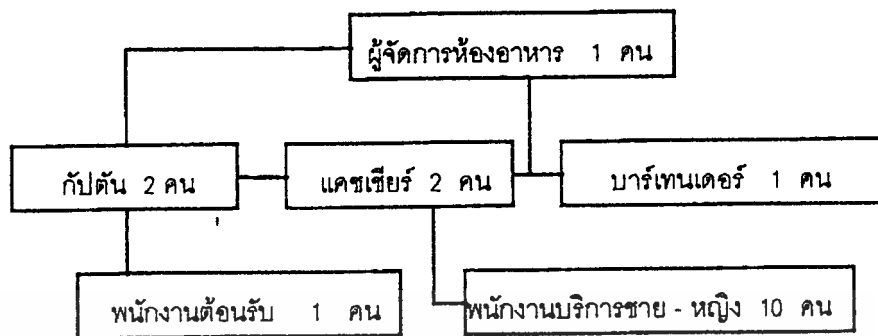 ผู้จัดการห้องอาหาร 1 คน
กัปตัน 2 คน
แคชเชียร์ 2 คน
บาร์เทนเดอร์ 1 คน
พนักงานต้อนรับ 1 คน
พนักงานบริการชาย - หญิง 10 คน